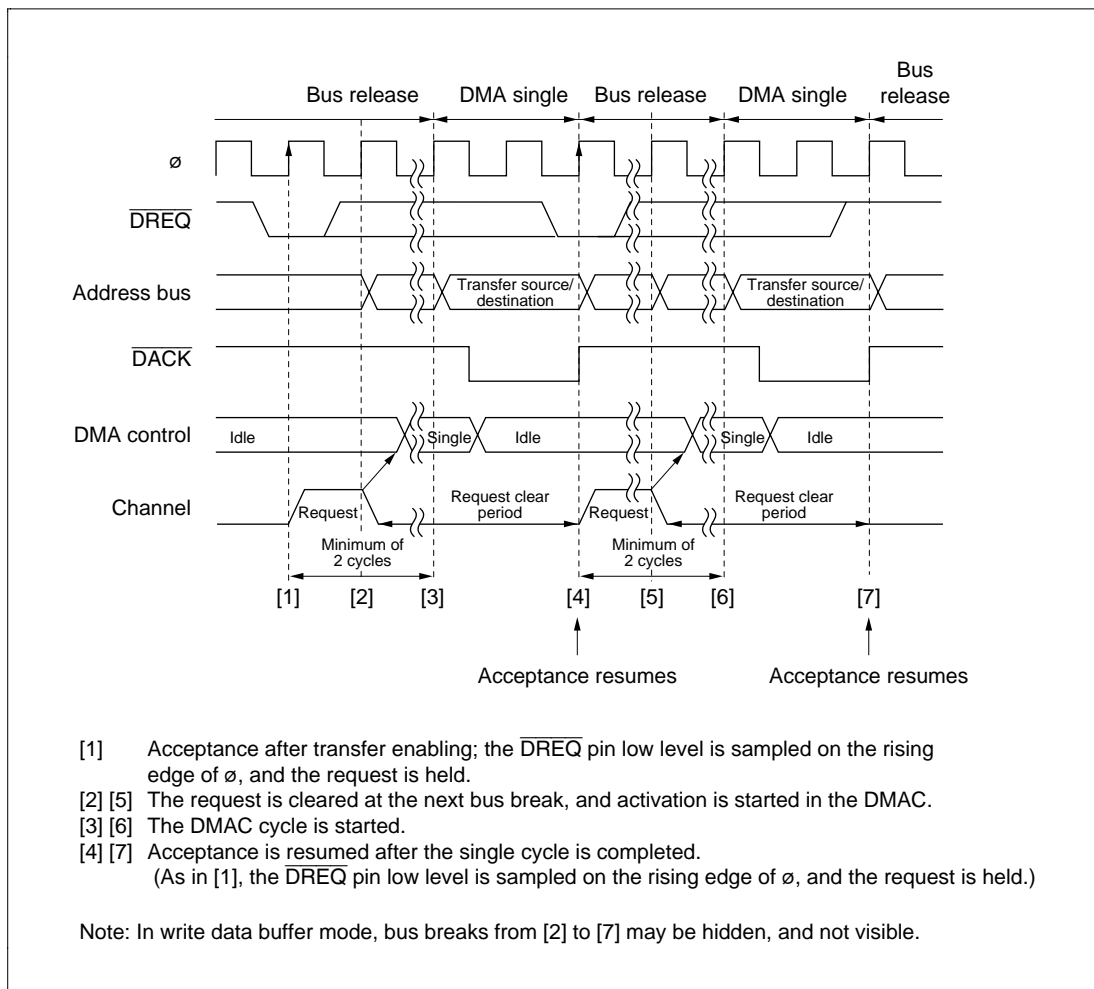 Bus release
DMA single
Bus release
DMA single
Bus
release
ø
DREQ
Address bus
Transfer source/
destination
Transfer source/
destination
DACK
DMA control
Idle
Single
Idle
Single
Idle
Channel
Request
Request clear
period
Request
Request clear
period
Minimum of
2 cycles
Minimum of
2 cycles
[1] [2] [3] [4] [5] [6] [7]
Acceptance resumes
Acceptance resumes
[1] Acceptance after transfer enabling; the DREQ pin low level is sampled on the rising
edge of ø, and the request is held.
[2] [5] The request is cleared at the next bus break, and activation is started in the DMAC.
[3] [6] The DMAC cycle is started.
[4] [7] Acceptance is resumed after the single cycle is completed.
(As in [1], the DREQ pin low level is sampled on the rising edge of ø, and the request is held.)
Note: In write data buffer mode, bus breaks from [2] to [7] may be hidden, and not visible.